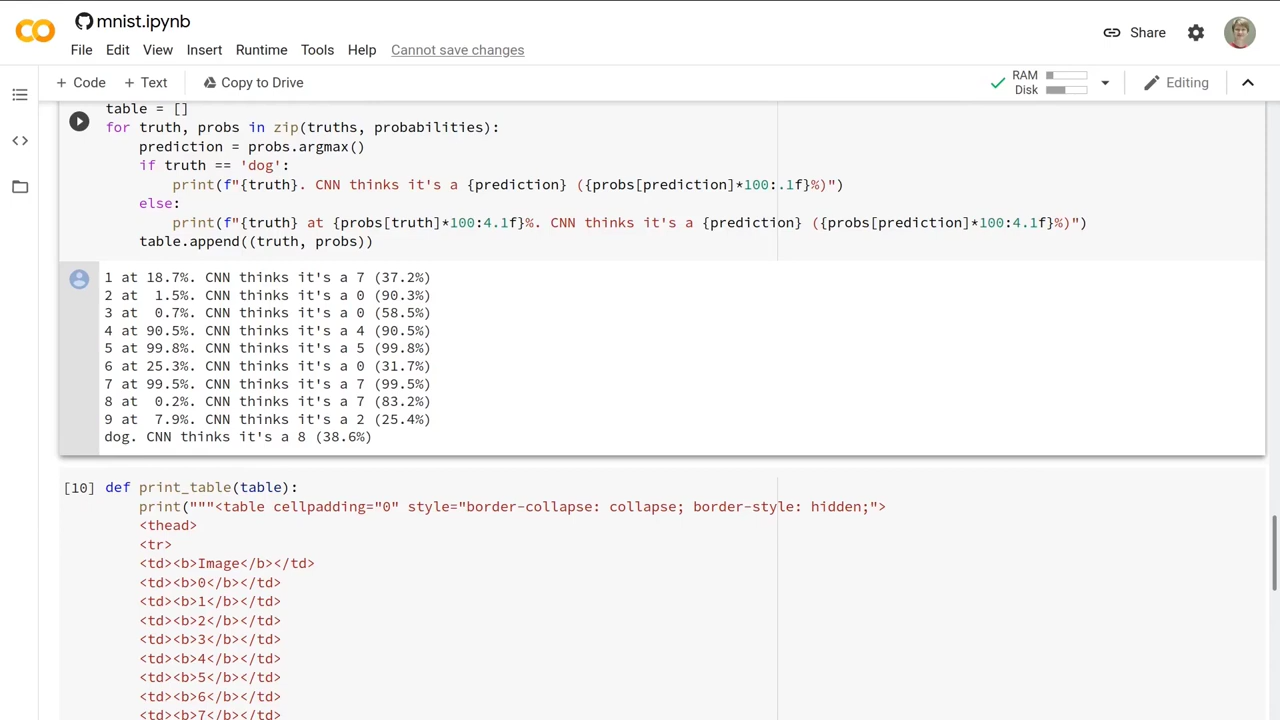 mnist.ipynb
File Edit View Insert Runtime Tools Help Cannot save changes
Share
+ Code + Text Copy to Drive
RAM
Disk
Editing
table = []
for truth, probs in zip(truths, probabilities):
    prediction = probs.argmax()
    if truth == 'dog':
        print(f"{truth}. CNN thinks it's a {prediction} ({probs[prediction]*100:.1f}%)")
    else:
        print(f"{truth} at {probs[truth]*100:4.1f}%. CNN thinks it's a {prediction} ({probs[prediction]*100:4.1f}%)")
    table.append((truth, probs))
1 at 18.7%. CNN thinks it's a 7 (37.2%)
2 at  1.5%. CNN thinks it's a 0 (90.3%)
3 at  0.7%. CNN thinks it's a 0 (58.5%)
4 at 90.5%. CNN thinks it's a 4 (90.5%)
5 at 99.8%. CNN thinks it's a 5 (99.8%)
6 at 25.3%. CNN thinks it's a 0 (31.7%)
7 at 99.5%. CNN thinks it's a 7 (99.5%)
8 at  0.2%. CNN thinks it's a 7 (83.2%)
9 at  7.9%. CNN thinks it's a 2 (25.4%)
dog. CNN thinks it's a 8 (38.6%)
[10] def print_table(table):
    print("""<table cellpadding="0" style="border-collapse: collapse; border-style: hidden;">
    <thead>
    <tr>
    <td><b>Image</b></td>
    <td><b>0</b></td>
    <td><b>1</b></td>
    <td><b>2</b></td>
    <td><b>3</b></td>
    <td><b>4</b></td>
    <td><b>5</b></td>
    <td><b>6</b></td>
    <td><b>7</b></td>